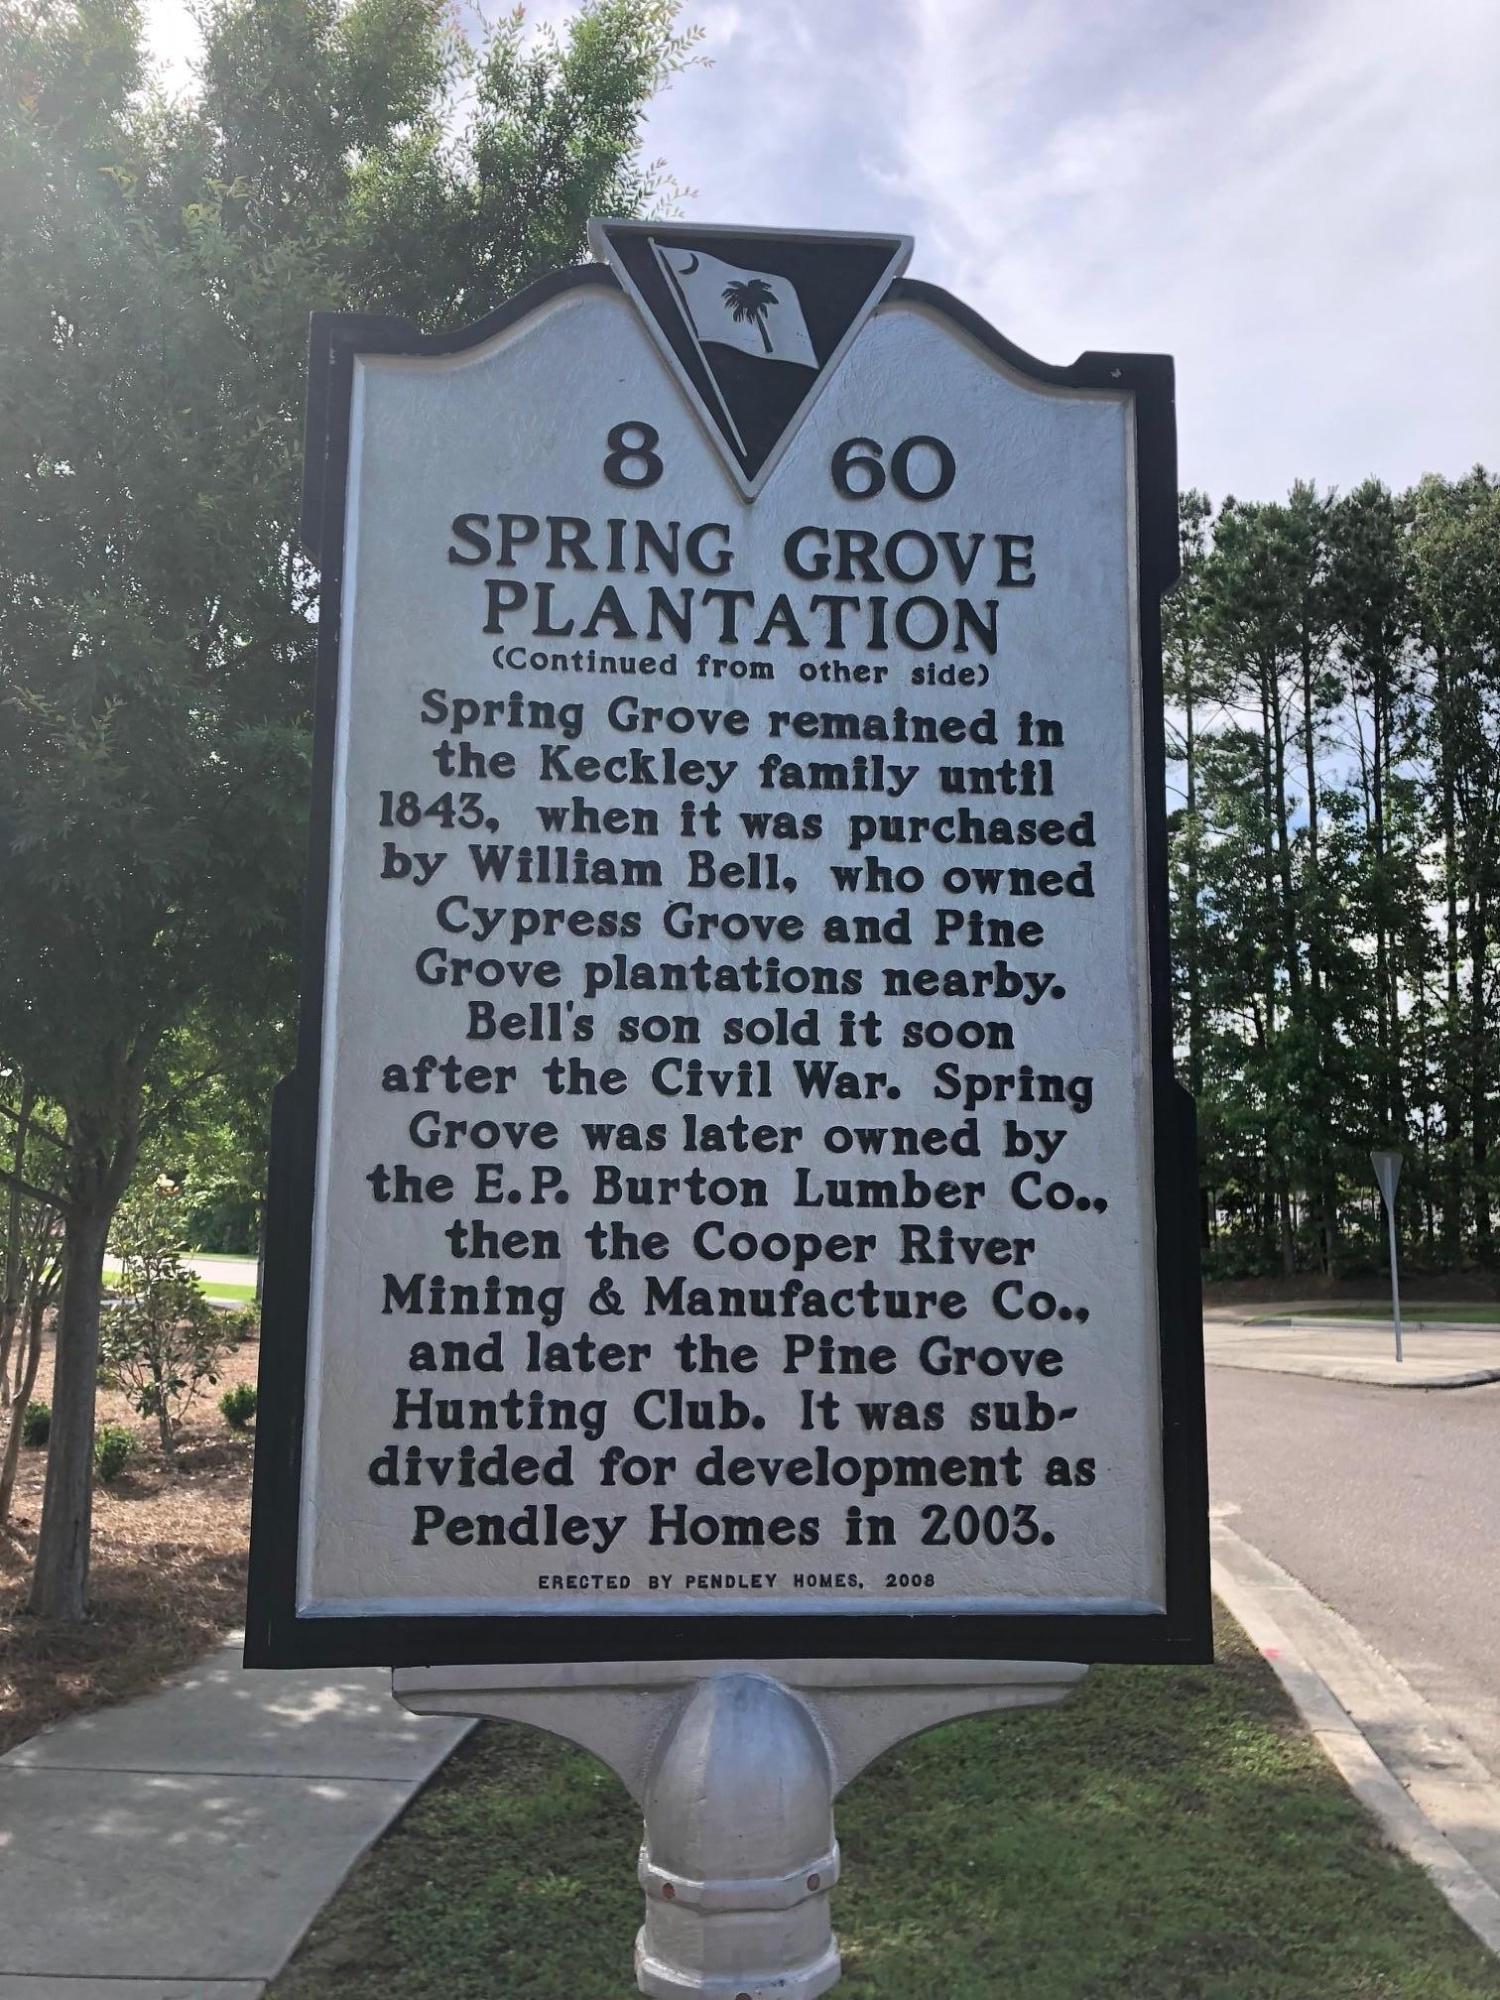 8 60
SPRING GROVE
PLANTATION
(Continued from other side)
Spring Grove remained in
the Keckley family until
1843, when it was purchased
by William Bell, who owned
Cypress Grove and Pine
Grove plantations nearby.
Bell's son sold it soon
after the Civil War. Spring
Grove was later owned by
the E.P. Burton Lumber Co.,
then the Cooper River
Mining & Manufacture Co.,
and later the Pine Grove
Hunting Club. It was sub-
divided for development as
Pendley Homes in 2003.
ERECTED BY PENDLEY HOMES, 2008